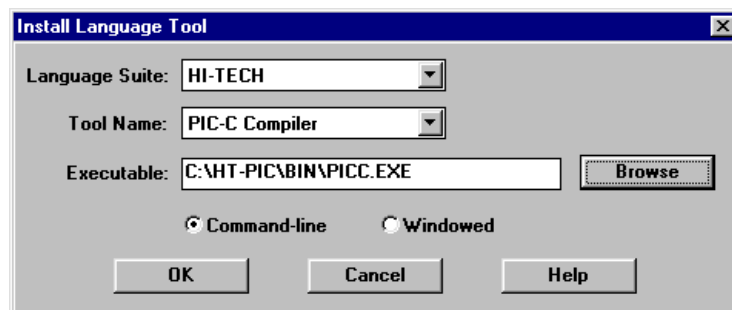 Install Language Tool
Language Suite: HI-TECH
Tool Name: PIC-C Compiler
Executable: C:\HT-PIC\BIN\PICC.EXE Browse
Command-line Windowed
OK Cancel Help